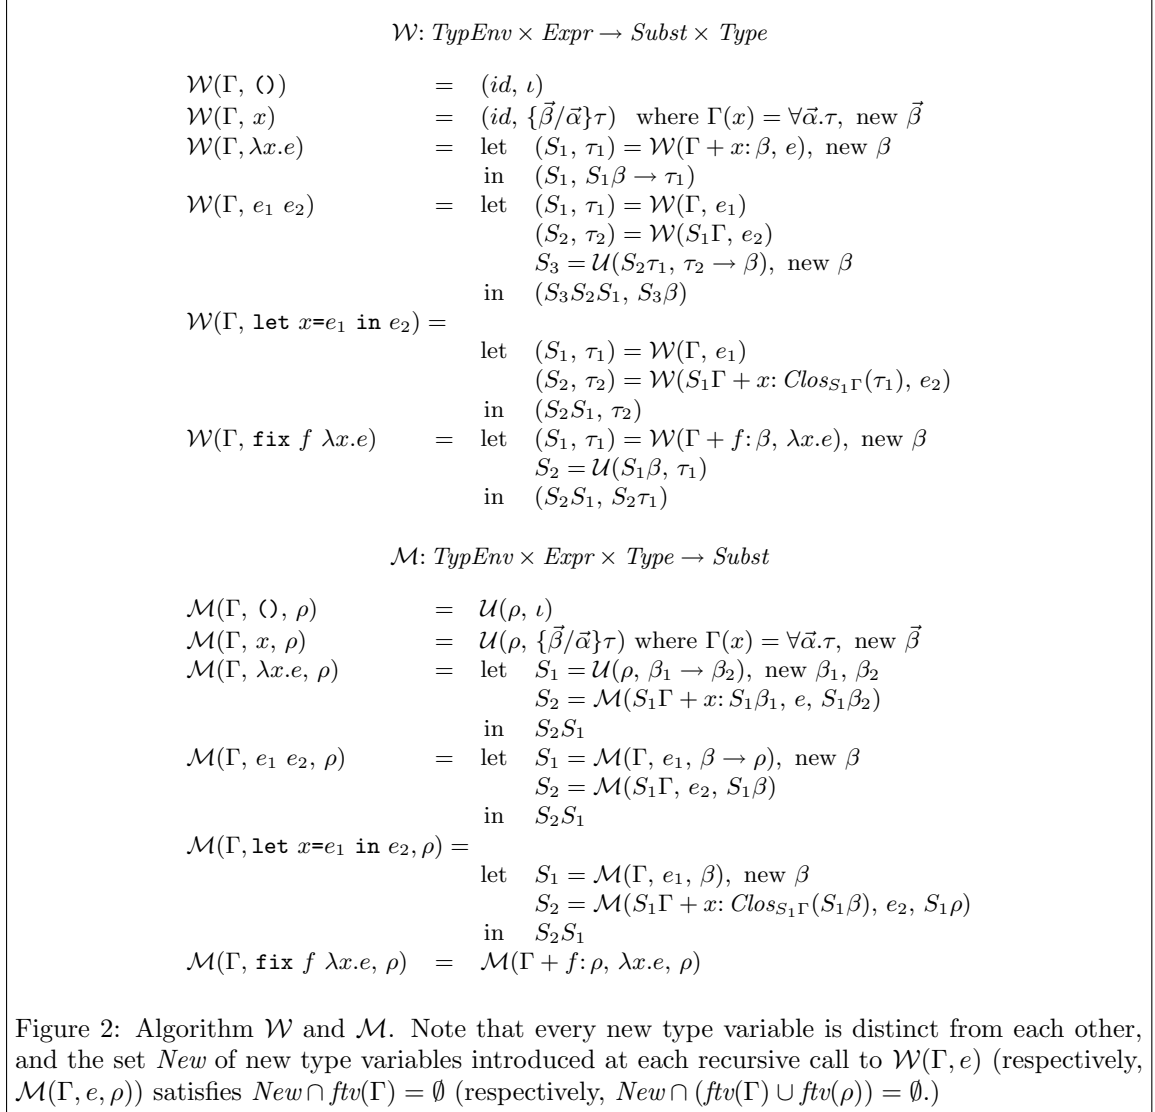 𝒲: TypEnv × Expr → Subst × Type
𝒲(Γ, ()) = (id, ι)
𝒲(Γ, x) = (id, {β⃗/α⃗}τ) where Γ(x) = ∀α⃗.τ, new β⃗
𝒲(Γ, λx.e) = let (S₁, τ₁) = 𝒲(Γ + x: β, e), new β
in (S₁, S₁β → τ₁)
𝒲(Γ, e₁ e₂) = let (S₁, τ₁) = 𝒲(Γ, e₁)
(S₂, τ₂) = 𝒲(S₁Γ, e₂)
S₃ = 𝒰(S₂τ₁, τ₂ → β), new β
in (S₃S₂S₁, S₃β)
𝒲(Γ, let x=e₁ in e₂) =
let (S₁, τ₁) = 𝒲(Γ, e₁)
(S₂, τ₂) = 𝒲(S₁Γ + x: Clos_{S₁Γ}(τ₁), e₂)
in (S₂S₁, τ₂)
𝒲(Γ, fix f λx.e) = let (S₁, τ₁) = 𝒲(Γ + f: β, λx.e), new β
S₂ = 𝒰(S₁β, τ₁)
in (S₂S₁, S₂τ₁)
ℳ: TypEnv × Expr × Type → Subst
ℳ(Γ, (), ρ) = 𝒰(ρ, ι)
ℳ(Γ, x, ρ) = 𝒰(ρ, {β⃗/α⃗}τ) where Γ(x) = ∀α⃗.τ, new β⃗
ℳ(Γ, λx.e, ρ) = let S₁ = 𝒰(ρ, β₁ → β₂), new β₁, β₂
S₂ = ℳ(S₁Γ + x: S₁β₁, e, S₁β₂)
in S₂S₁
ℳ(Γ, e₁ e₂, ρ) = let S₁ = ℳ(Γ, e₁, β → ρ), new β
S₂ = ℳ(S₁Γ, e₂, S₁β)
in S₂S₁
ℳ(Γ, let x=e₁ in e₂, ρ) =
let S₁ = ℳ(Γ, e₁, β), new β
S₂ = ℳ(S₁Γ + x: Clos_{S₁Γ}(S₁β), e₂, S₁ρ)
in S₂S₁
ℳ(Γ, fix f λx.e, ρ) = ℳ(Γ + f: ρ, λx.e, ρ)
Figure 2: Algorithm 𝒲 and ℳ. Note that every new type variable is distinct from each other,
and the set New of new type variables introduced at each recursive call to 𝒲(Γ, e) (respectively,
ℳ(Γ, e, ρ)) satisfies New ∩ ftv(Γ) = ∅ (respectively, New ∩ (ftv(Γ) ∪ ftv(ρ)) = ∅.)